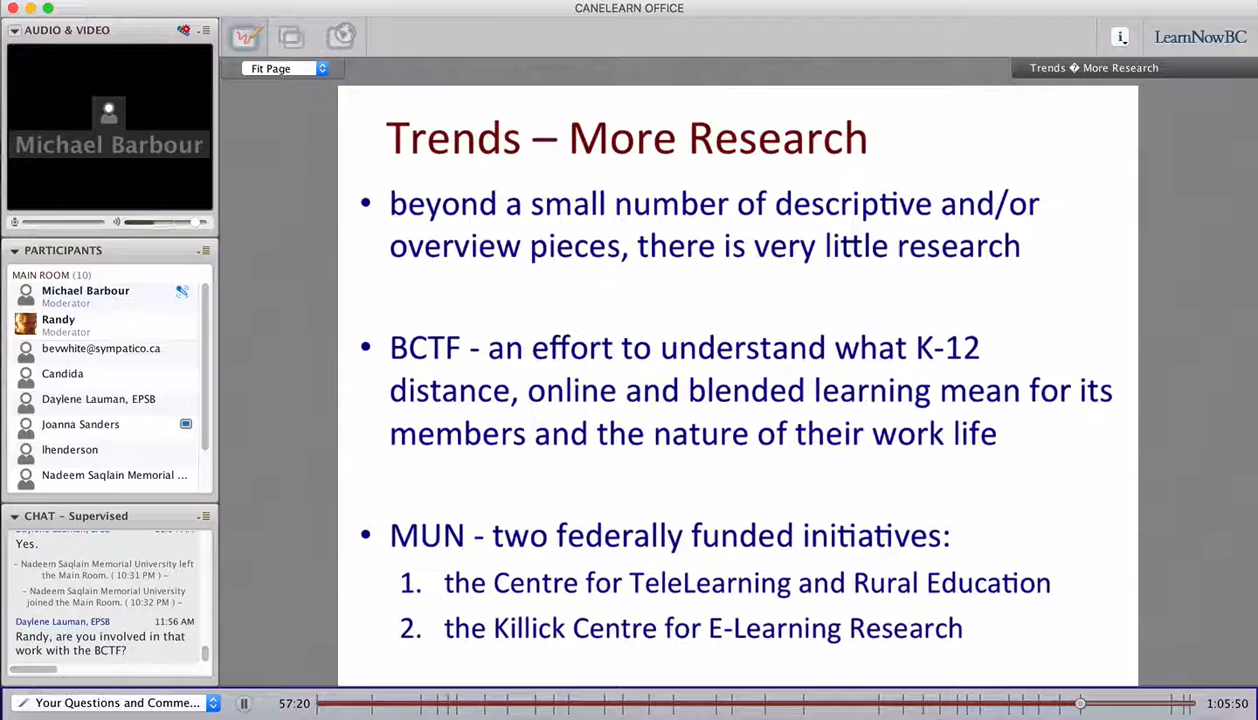 CANELEARN OFFICE
AUDIO & VIDEO
Michael Barbour
PARTICIPANTS
MAIN ROOM (10)
Michael Barbour
Moderator
Randy
Moderator
bevwhite@sympatico.ca
Candida
Daylene Lauman, EPSB
Joanna Sanders
lhenderson
Nadeem Saqlain Memorial ...
CHAT - Supervised
Yes.
- Nadeem Saqlain Memorial University left
the Main Room. ( 10:31 PM ) -
- Nadeem Saqlain Memorial University
joined the Main Room. ( 10:32 PM ) -
Daylene Lauman, EPSB 11:56 AM
Randy, are you involved in that
work with the BCTF?
Your Questions and Comme...
Fit Page
i
LearnNowBC
Trends � More Research
Trends – More Research
• beyond a small number of descriptive and/or
overview pieces, there is very little research
• BCTF - an effort to understand what K-12
distance, online and blended learning mean for its
members and the nature of their work life
• MUN - two federally funded initiatives:
1. the Centre for TeleLearning and Rural Education
2. the Killick Centre for E-Learning Research
57:20
1:05:50